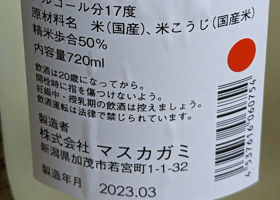 アルコール分17度
原材料名 米(国産)、米こうじ(国産米)
精米歩合50%
内容量720ml
飲酒は20歳になってから。
開栓時に指を傷つけないよう。
妊娠中・授乳期の飲酒は控えましょう。
飲酒運転は法律で禁じられています。
製造者
株式会社 マスカガミ
新潟県加茂市若宮町1-1-32
製造年月 2023.03
4537616060754